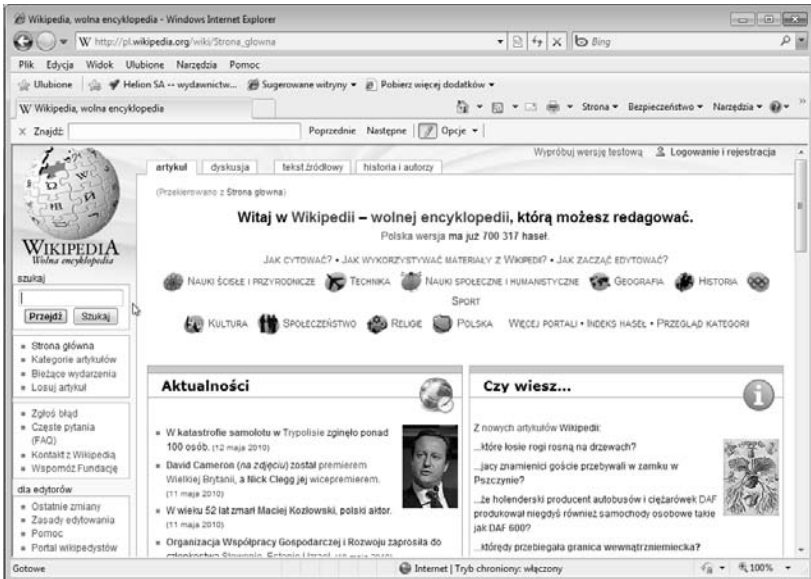 Wikipedia, wolna encyklopedia - Windows Internet Explorer
W http://pl.wikipedia.org/wiki/Strona_glowna
Bing
Plik Edycja Widok Ulubione Narzędzia Pomoc
Ulubione Helion SA -- wydawnictw... Sugerowane witryny Pobierz więcej dodatków
W Wikipedia, wolna encyklopedia
Strona Bezpieczeństwo Narzędzia
x Znajdź: Poprzednie Następne Opcje
Wypróbuj wersję testową Logowanie i rejestracja
artykuł dyskusja tekst źródłowy historia i autorzy
(Przekierowano z Strona glowna)
Witaj w Wikipedii – wolnej encyklopedii, którą możesz redagować.
Polska wersja ma już 700 317 haseł.
WIKIPEDIA
Wolna encyklopedia
JAK CYTOWAĆ? • JAK WYKORZYSTYWAĆ MATERIAŁY Z WIKIPEDII? • JAK ZACZĄĆ EDYTOWAĆ?
NAUKI ŚCISŁE I PRZYRODNICZE TECHNIKA NAUKI SPOŁECZNE I HUMANISTYCZNE GEOGRAFIA HISTORIA
SPORT
KULTURA SPOŁECZEŃSTWO RELIGIE POLSKA WIĘCEJ PORTALI • INDEKS HASEŁ • PRZEGLĄD KATEGORII
szukaj
Przejdź Szukaj
Strona główna
Kategorie artykułów
Bieżące wydarzenia
Losuj artykuł
Zgłoś błąd
Częste pytania
(FAQ)
Kontakt z Wikipedią
Wspomóż Fundację
dla edytorów
Ostatnie zmiany
Zasady edytowania
Pomoc
Portal wikipedystów
Aktualności
W katastrofie samolotu w Trypolisie zginęło ponad
100 osób. (12 maja 2010)
David Cameron (na zdjęciu) został premierem
Wielkiej Brytanii, a Nick Clegg jej wicepremierem.
(11 maja 2010)
W wieku 52 lat zmarł Maciej Kozłowski, polski aktor.
(11 maja 2010)
Organizacja Współpracy Gospodarczej i Rozwoju zaprosiła do
członkostwa Słowenię, Estonię i Izrael. (10 maja 2010)
Czy wiesz...
Z nowych artykułów Wikipedii:
...które łosie rogi rosną na drzewach?
...jacy znamienici goście przebywali w zamku w
Pszczynie?
...że holenderski producent autobusów i ciężarówek DAF
produkował niegdyś również samochody osobowe takie
jak DAF 600?
...którędy przebiegała granica wewnątrzniemiecka?
Gotowe Internet | Tryb chroniony: włączony 100%